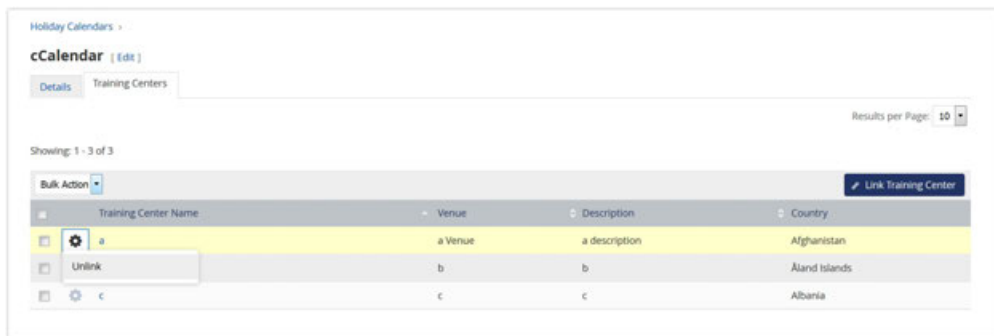 Holiday Calendars ›
cCalendar [ Edit ]
Details Training Centers
Results per Page: 10
Showing: 1 - 3 of 3
Bulk Action Link Training Center
Training Center Name Venue Description Country
a a Venue a description Afghanistan
Unlink b b Åland Islands
c c c Albania